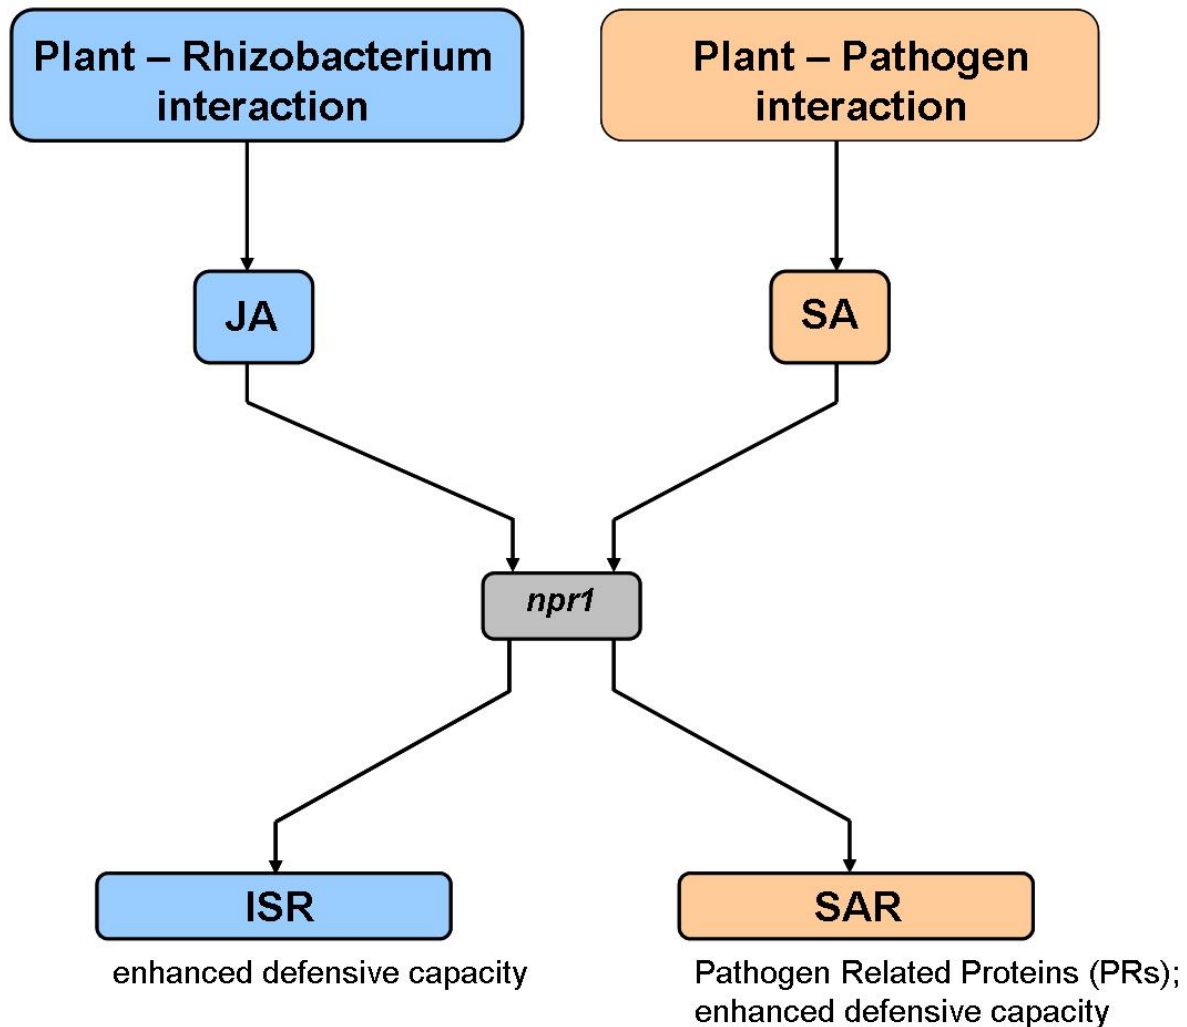 Plant – Rhizobacterium
interaction
Plant – Pathogen
interaction
JA
SA
npr1
ISR
SAR
enhanced defensive capacity
Pathogen Related Proteins (PRs);
enhanced defensive capacity